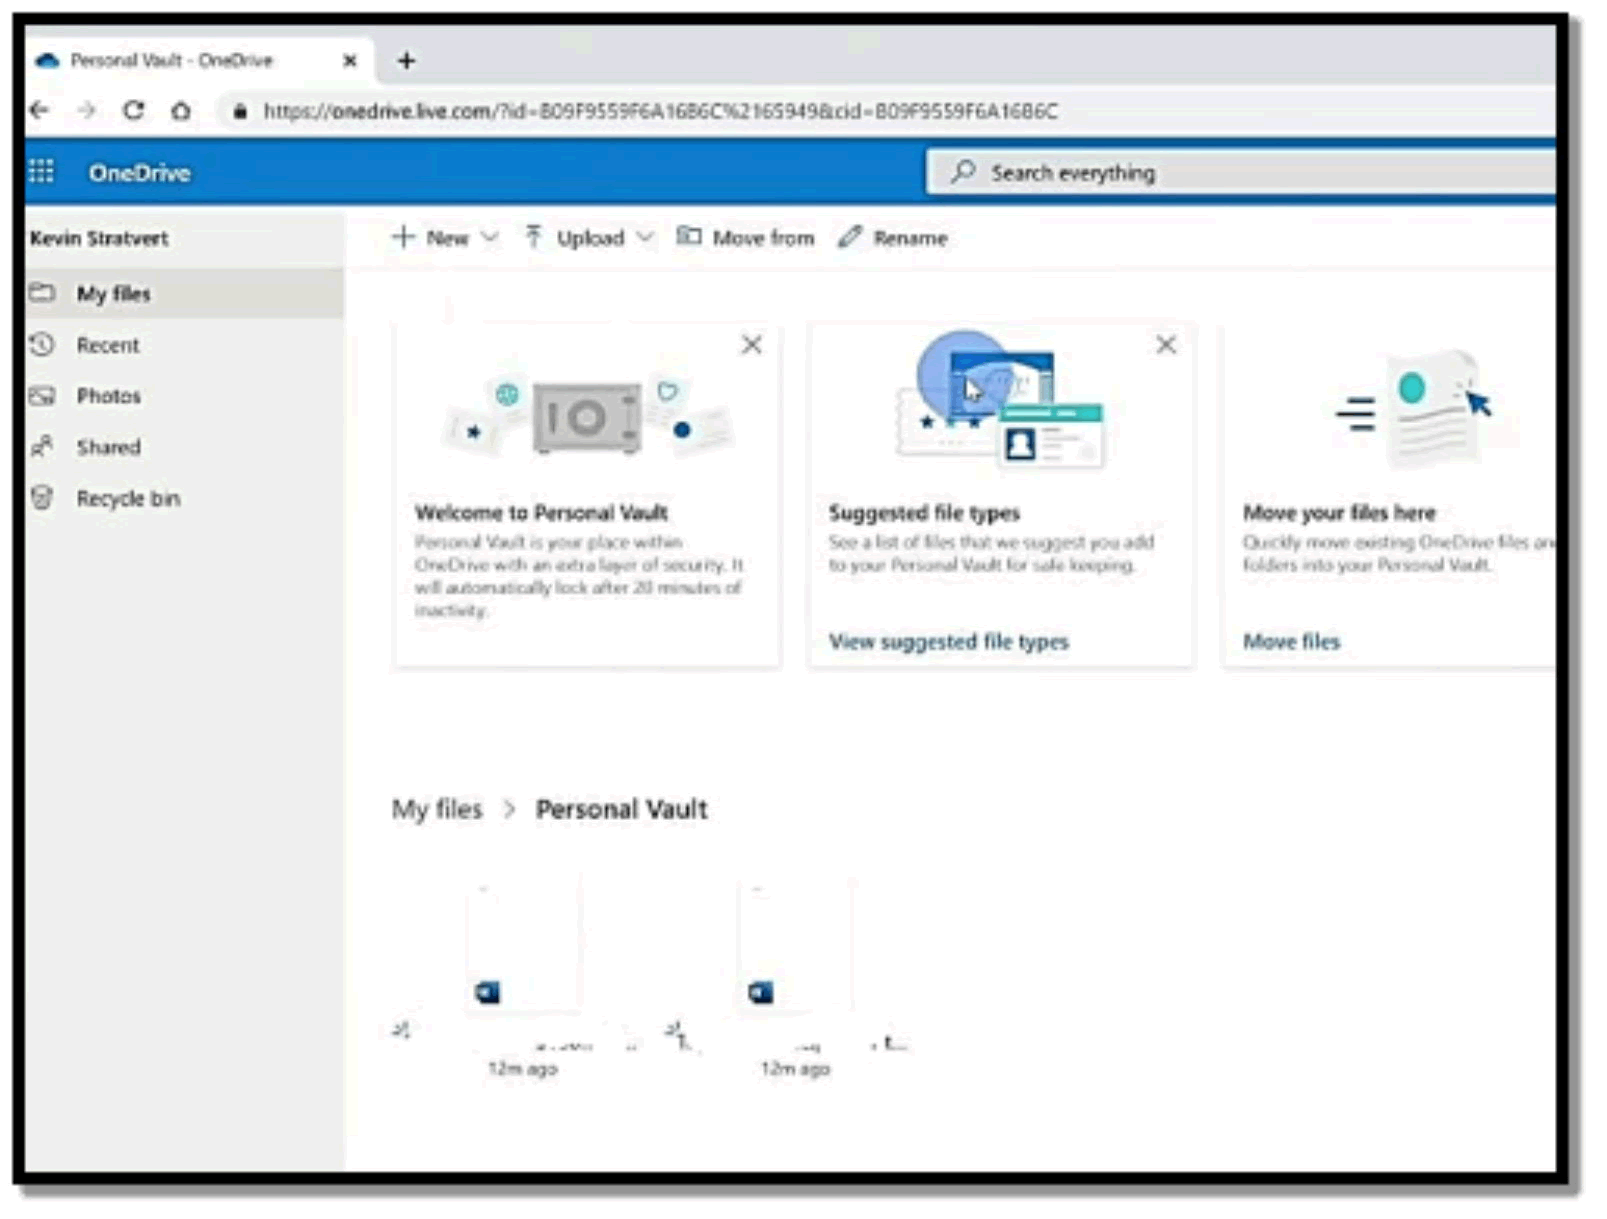 Personal Vault - OneDrive
https://onedrive.live.com/?id=B09F9559F6A16B6C%2165949&cid=B09F9559F6A16B6C
OneDrive
Search everything
Kevin Stratvert
New
Upload
Move from
Rename
My files
Recent
Photos
Shared
Recycle bin
Welcome to Personal Vault
Personal Vault is your place within
OneDrive with an extra layer of security. It
will automatically lock after 20 minutes of
inactivity.
Suggested file types
See a list of files that we suggest you add
to your Personal Vault for safe keeping.
View suggested file types
Move your files here
Quickly move existing OneDrive files an
folders into your Personal Vault.
Move files
My files > Personal Vault
12m ago
12m ago